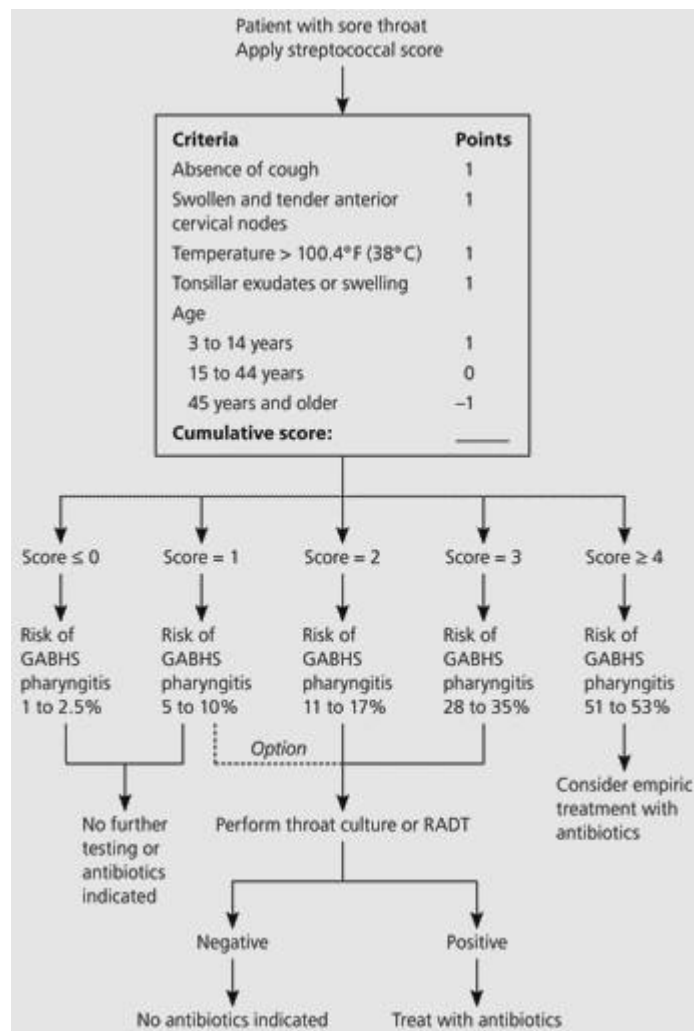 Patient with sore throat
Apply streptococcal score
Criteria Points
Absence of cough 1
Swollen and tender anterior 1
cervical nodes
Temperature > 100.4°F (38°C) 1
Tonsillar exudates or swelling 1
Age
3 to 14 years 1
15 to 44 years 0
45 years and older –1
Cumulative score:
Score ≤ 0
Score = 1
Score = 2
Score = 3
Score ≥ 4
Risk of
GABHS
pharyngitis
1 to 2.5%
Risk of
GABHS
pharyngitis
5 to 10%
Risk of
GABHS
pharyngitis
11 to 17%
Risk of
GABHS
pharyngitis
28 to 35%
Risk of
GABHS
pharyngitis
51 to 53%
Option
No further
testing or
antibiotics
indicated
Perform throat culture or RADT
Consider empiric
treatment with
antibiotics
Negative
Positive
No antibiotics indicated
Treat with antibiotics